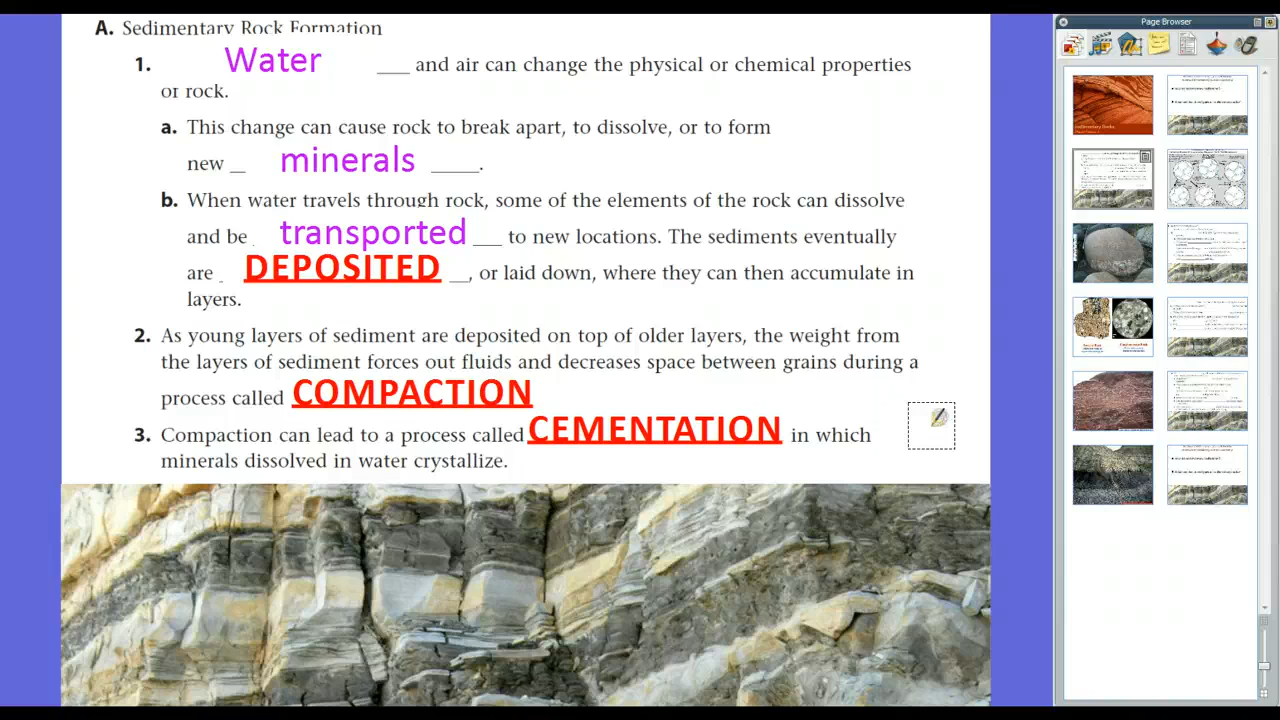 A. Sedimentary Rock Formation
1. Water ___ and air can change the physical or chemical properties
or rock.
a. This change can cause rock to break apart, to dissolve, or to form
new _ minerals ____.
b. When water travels through rock, some of the elements of the rock can dissolve
and be transported __ to new locations. The sediments eventually
are DEPOSITED __, or laid down, where they can then accumulate in
layers.
2. As young layers of sediment are deposited on top of older layers, the weight from
the layers of sediment forces out fluids and decreases space between grains during a
process called COMPACTION
3. Compaction can lead to a process called CEMENTATION in which
minerals dissolved in water crystallize.
Page Browser